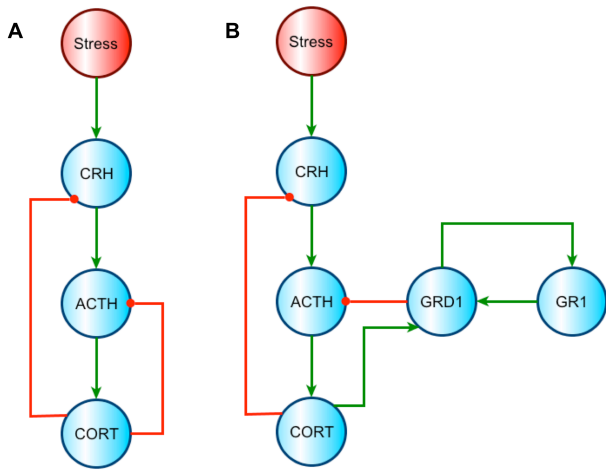 A
Stress
CRH
ACTH
CORT
B
Stress
CRH
ACTH
GRD1
GR1
CORT